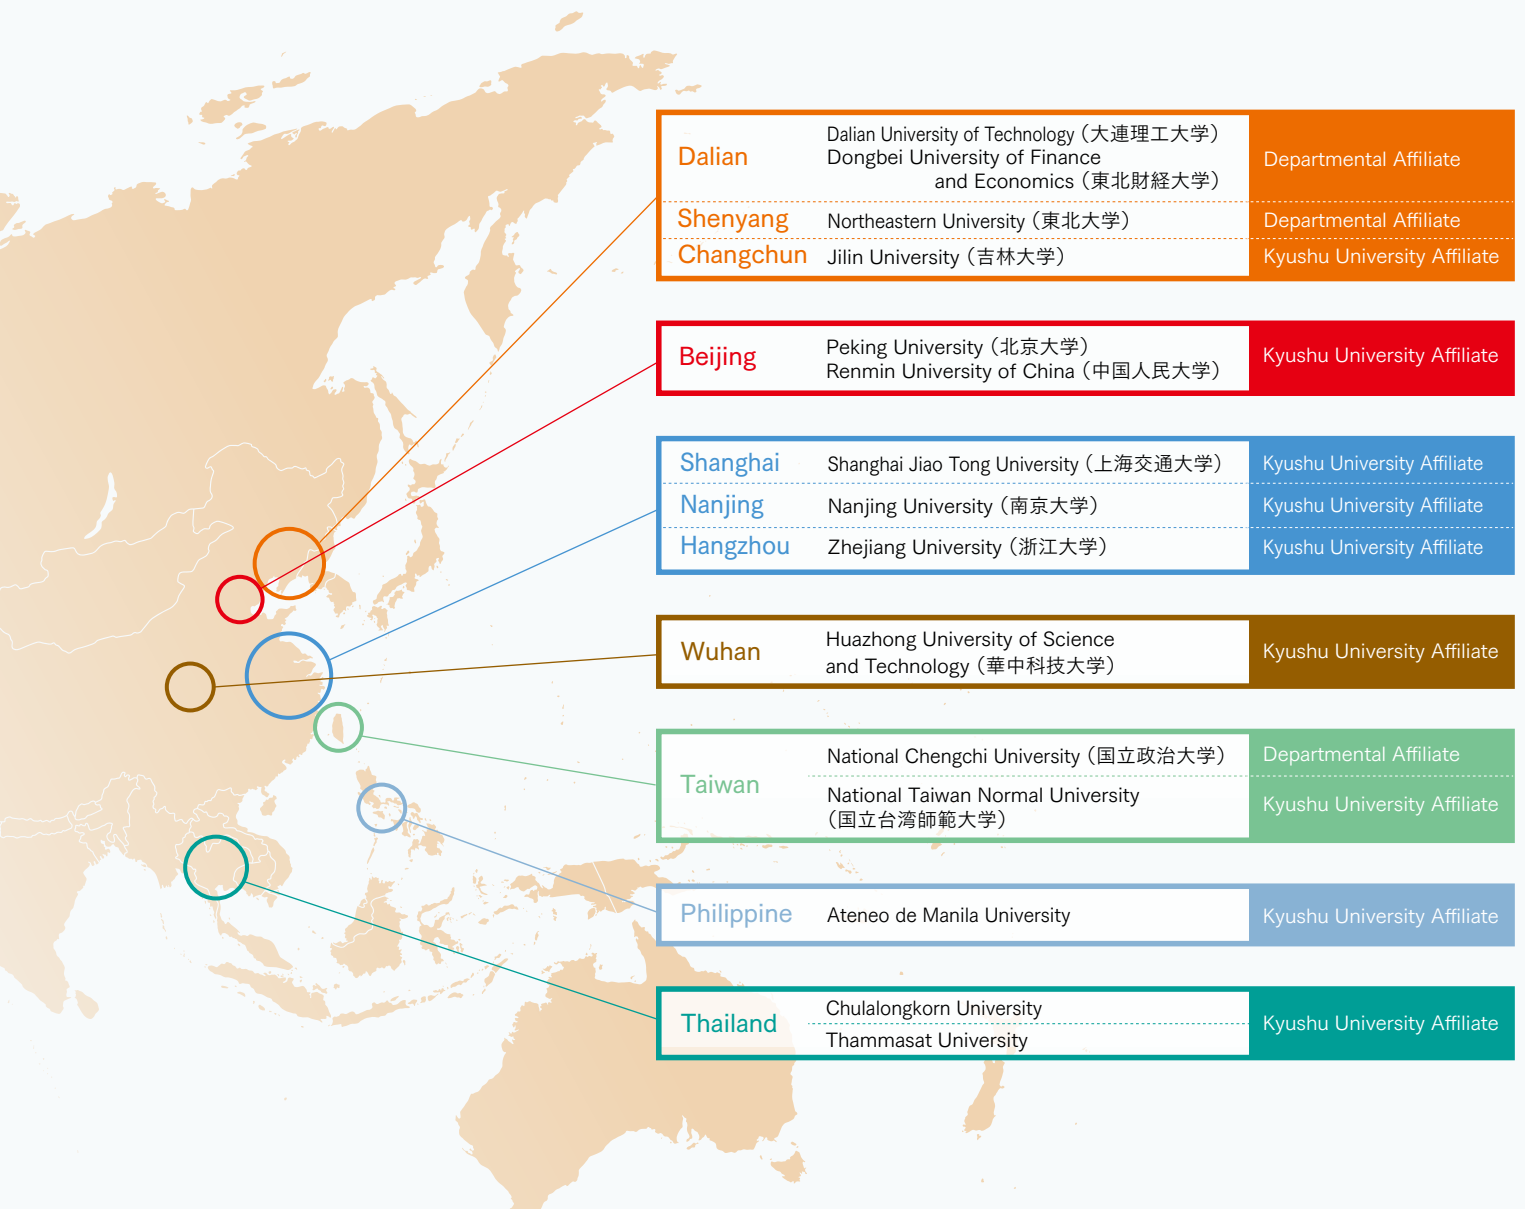 Dalian
Dalian University of Technology（大連理工大学）
Dongbei University of Finance
and Economics（東北財経大学）
Departmental Affiliate
Shenyang
Northeastern University（東北大学）
Departmental Affiliate
Changchun
Jilin University（吉林大学）
Kyushu University Affiliate
Beijing
Peking University（北京大学）
Renmin University of China（中国人民大学）
Kyushu University Affiliate
Shanghai
Shanghai Jiao Tong University（上海交通大学）
Kyushu University Affiliate
Nanjing
Nanjing University（南京大学）
Kyushu University Affiliate
Hangzhou
Zhejiang University（浙江大学）
Kyushu University Affiliate
Wuhan
Huazhong University of Science
and Technology（華中科技大学）
Kyushu University Affiliate
Taiwan
National Chengchi University（国立政治大学）
Departmental Affiliate
National Taiwan Normal University
（国立台湾師範大学）
Kyushu University Affiliate
Philippine
Ateneo de Manila University
Kyushu University Affiliate
Thailand
Chulalongkorn University
Thammasat University
Kyushu University Affiliate